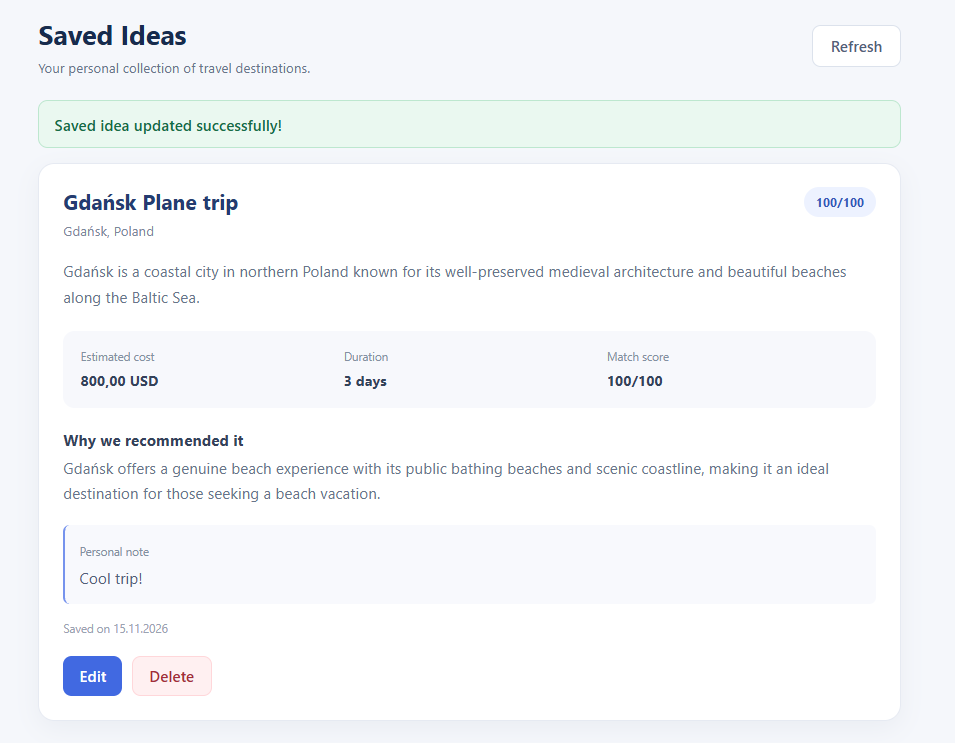 Saved Ideas
Refresh
Your personal collection of travel destinations.
Saved idea updated successfully!
Gdańsk Plane trip
100/100
Gdańsk, Poland
Gdańsk is a coastal city in northern Poland known for its well-preserved medieval architecture and beautiful beaches
along the Baltic Sea.
Estimated cost
Duration
Match score
800,00 USD
3 days
100/100
Why we recommended it
Gdańsk offers a genuine beach experience with its public bathing beaches and scenic coastline, making it an ideal
destination for those seeking a beach vacation.
Personal note
Cool trip!
Saved on 15.11.2026
Edit
Delete